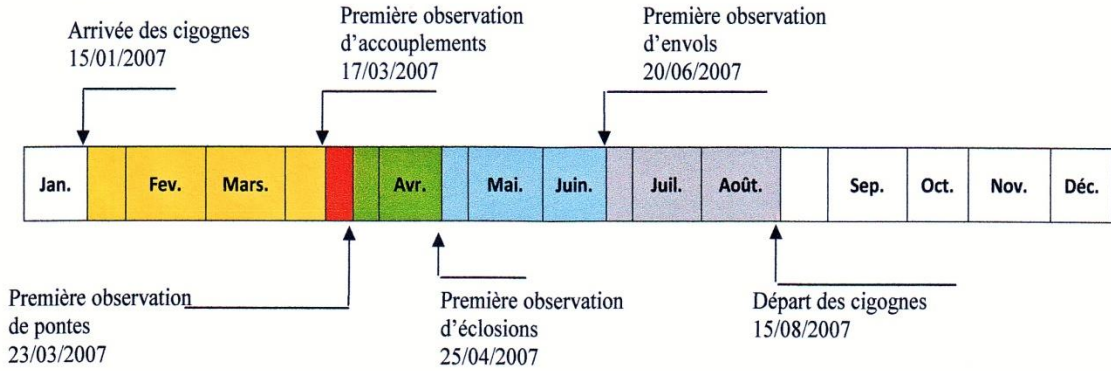 Arrivée des cigognes
15/01/2007
Première observation
d'accouplements
17/03/2007
Première observation
d'envols
20/06/2007
Jan.
Fev.
Mars.
Avr.
Mai.
Juin.
Juil.
Août.
Sep.
Oct.
Nov.
Déc.
Première observation
de pontes
23/03/2007
Première observation
d'éclosions
25/04/2007
Départ des cigognes
15/08/2007